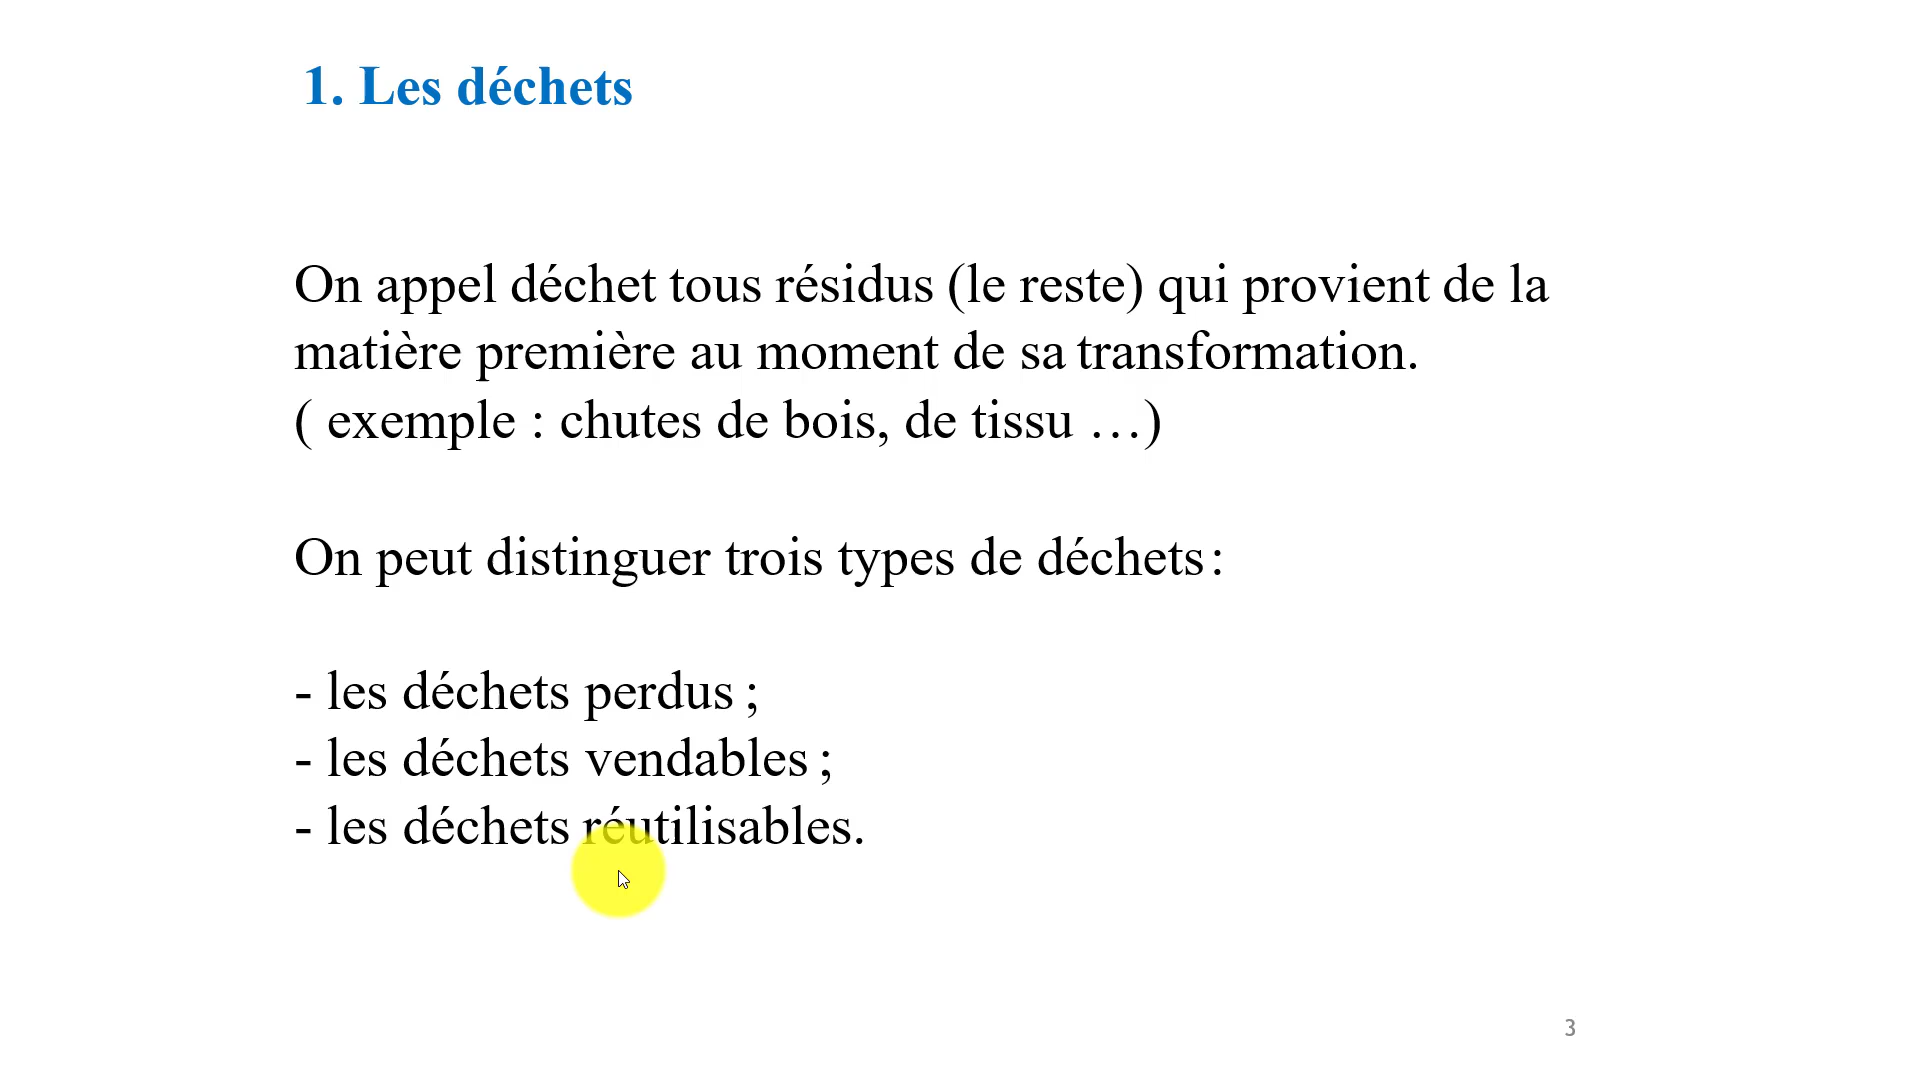 1. Les déchets
On appel déchet tous résidus (le reste) qui provient de la
matière première au moment de sa transformation.
( exemple : chutes de bois, de tissu …)
On peut distinguer trois types de déchets :
- les déchets perdus ;
- les déchets vendables ;
- les déchets réutilisables.
3